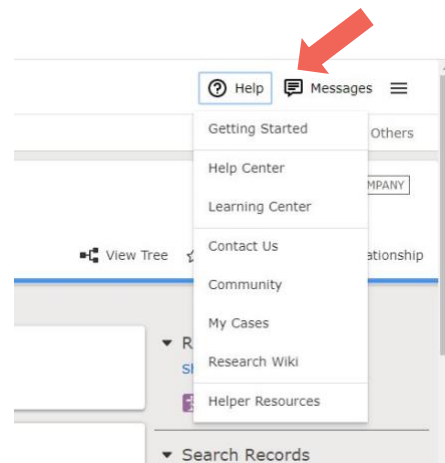 Help Messages
Getting Started
Others
Help Center
MPANY
Learning Center
Contact Us
View Tree
ationship
Community
My Cases
R
Research Wiki
Helper Resources
Search Records